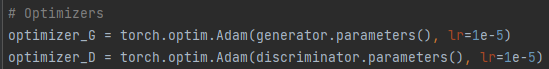 # Optimizers
optimizer_G = torch.optim.Adam(generator.parameters(), lr=1e-5)
optimizer_D = torch.optim.Adam(discriminator.parameters(), lr=1e-5)